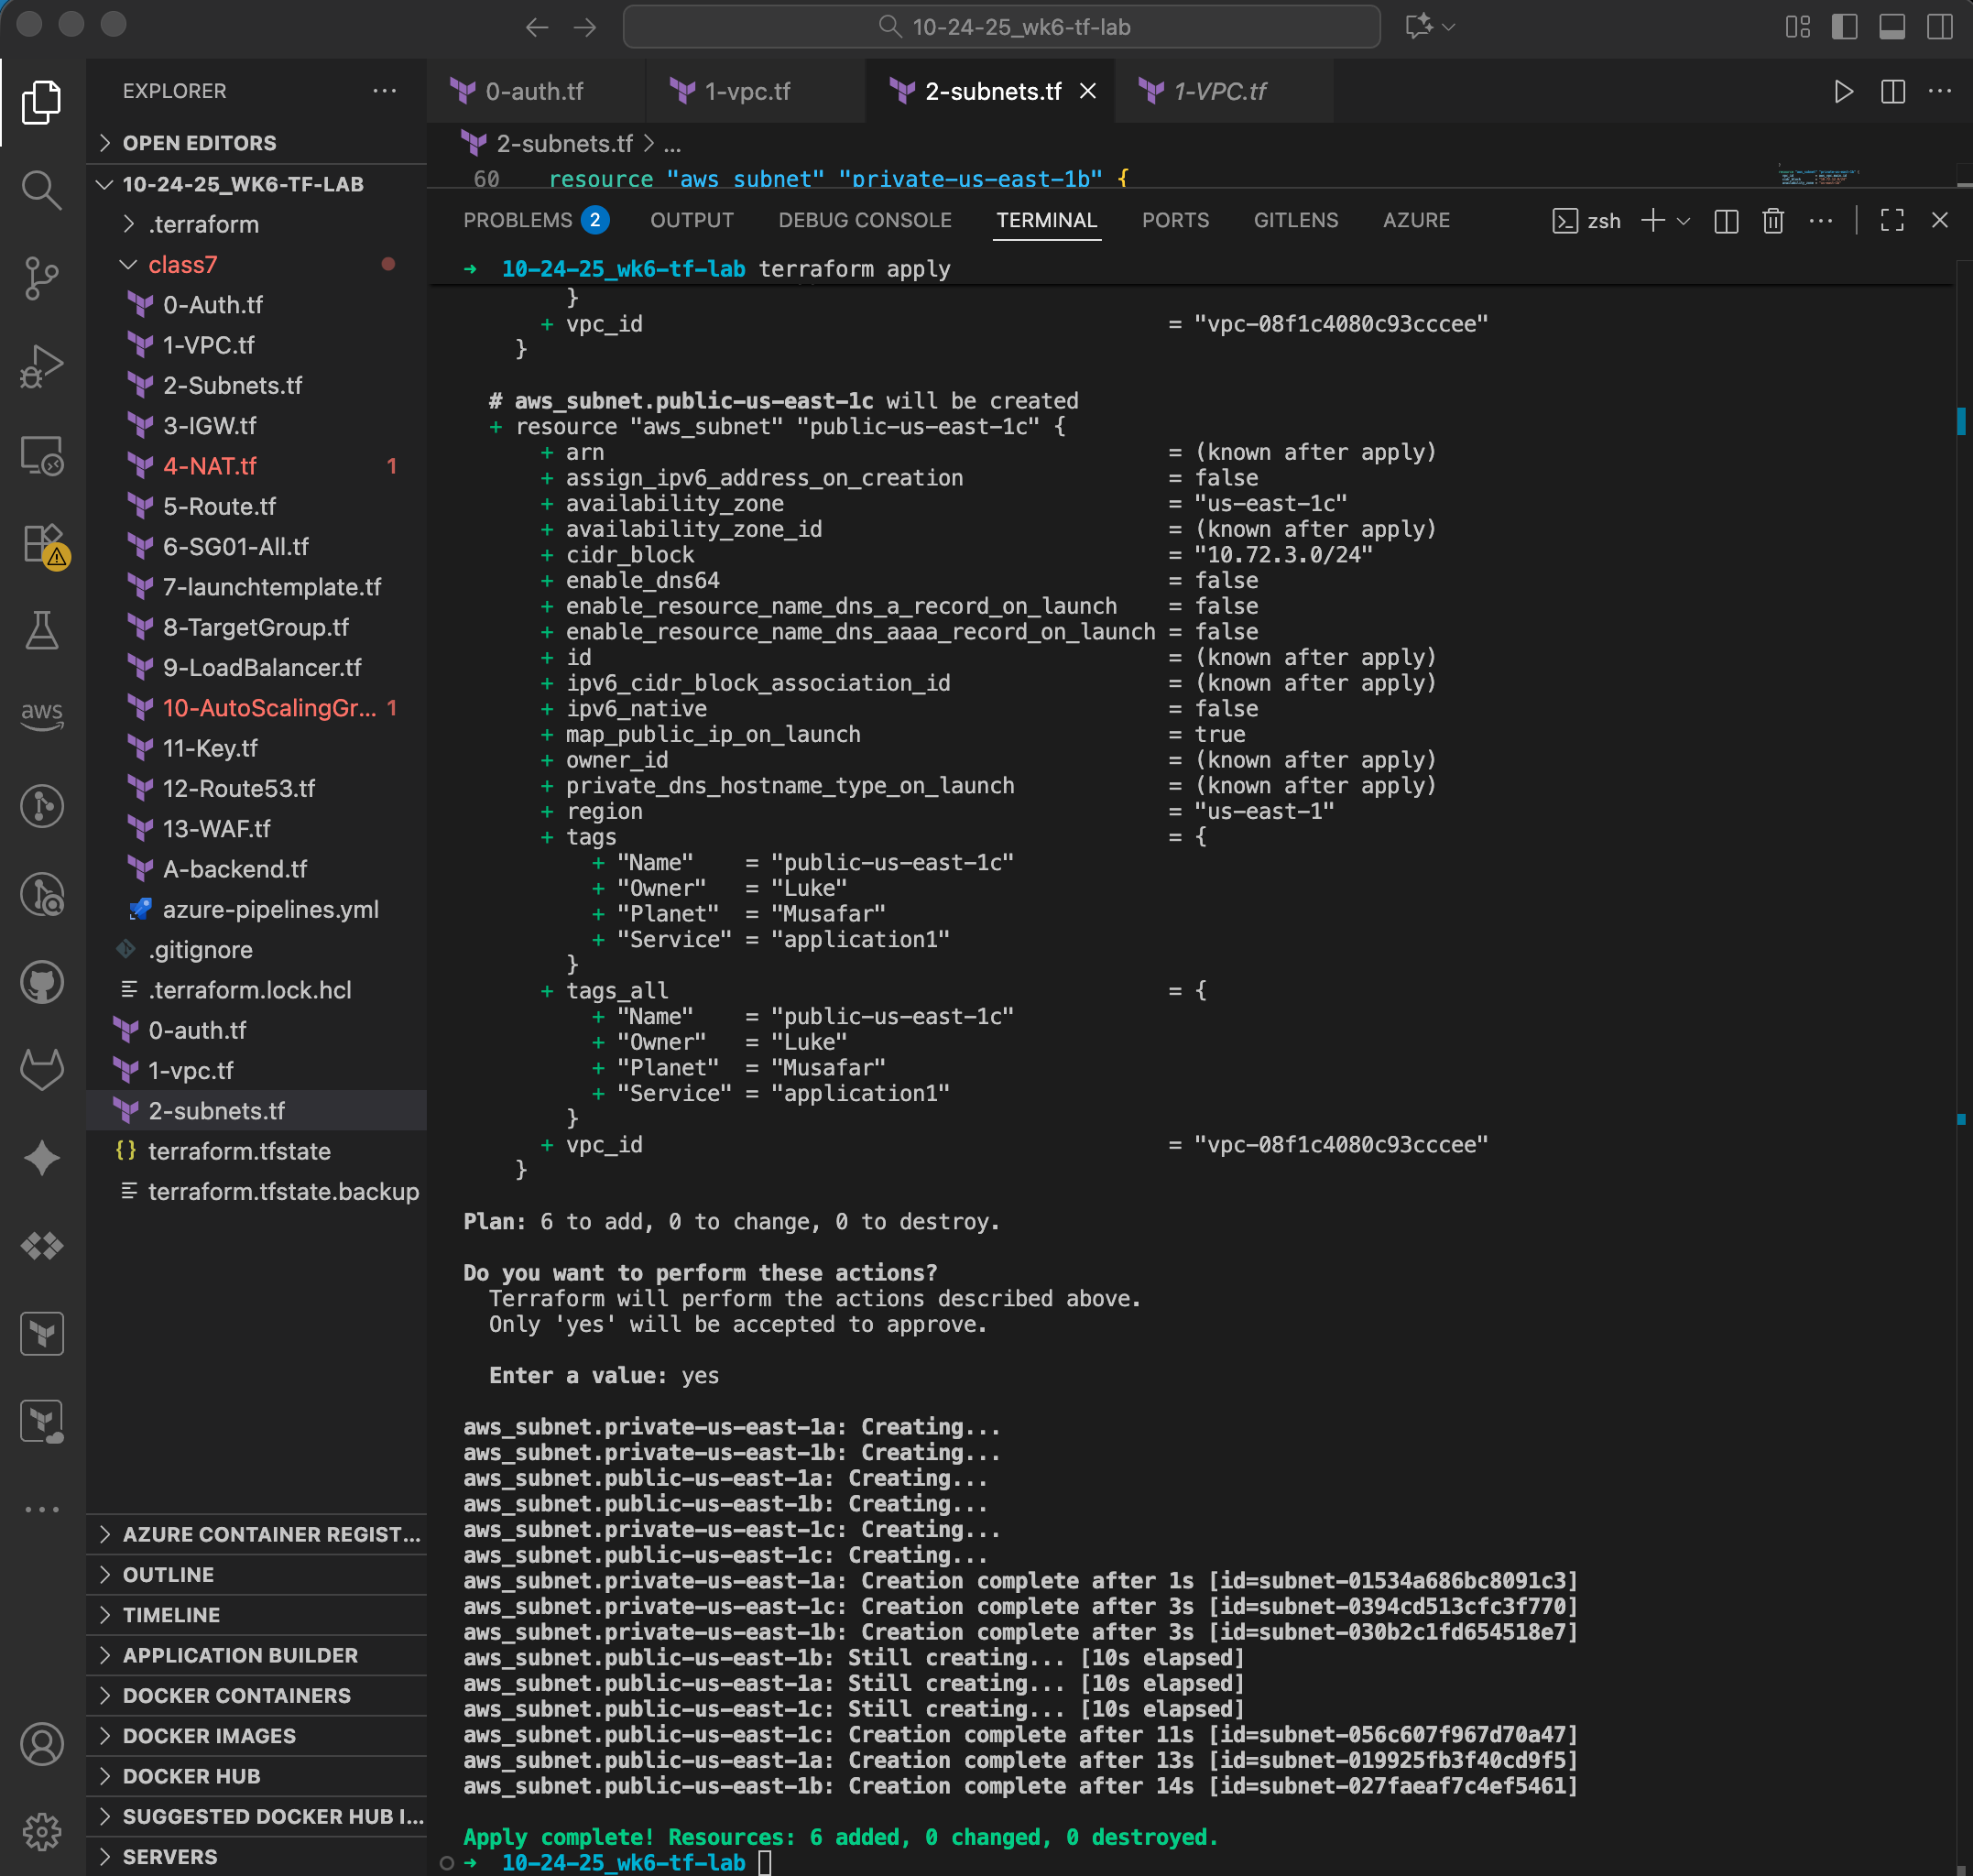 10-24-25_wk6-tf-lab
EXPLORER
OPEN EDITORS
10-24-25_WK6-TF-LAB
.terraform
class7
0-Auth.tf
1-VPC.tf
2-Subnets.tf
3-IGW.tf
4-NAT.tf 1
5-Route.tf
6-SG01-All.tf
7-launchtemplate.tf
8-TargetGroup.tf
9-LoadBalancer.tf
10-AutoScalingGr... 1
11-Key.tf
12-Route53.tf
13-WAF.tf
A-backend.tf
azure-pipelines.yml
.gitignore
.terraform.lock.hcl
0-auth.tf
1-vpc.tf
2-subnets.tf
terraform.tfstate
terraform.tfstate.backup
AZURE CONTAINER REGIST...
OUTLINE
TIMELINE
APPLICATION BUILDER
DOCKER CONTAINERS
DOCKER IMAGES
DOCKER HUB
SUGGESTED DOCKER HUB I...
SERVERS
aws
0-auth.tf 1-vpc.tf 2-subnets.tf 1-VPC.tf
2-subnets.tf > ...
60 resource "aws_subnet" "private-us-east-1b" {
PROBLEMS 2 OUTPUT DEBUG CONSOLE TERMINAL PORTS GITLENS AZURE zsh
➜ 10-24-25_wk6-tf-lab terraform apply
}
+ vpc_id = "vpc-08f1c4080c93cccee"
}
# aws_subnet.public-us-east-1c will be created
+ resource "aws_subnet" "public-us-east-1c" {
+ arn = (known after apply)
+ assign_ipv6_address_on_creation = false
+ availability_zone = "us-east-1c"
+ availability_zone_id = (known after apply)
+ cidr_block = "10.72.3.0/24"
+ enable_dns64 = false
+ enable_resource_name_dns_a_record_on_launch = false
+ enable_resource_name_dns_aaaa_record_on_launch = false
+ id = (known after apply)
+ ipv6_cidr_block_association_id = (known after apply)
+ ipv6_native = false
+ map_public_ip_on_launch = true
+ owner_id = (known after apply)
+ private_dns_hostname_type_on_launch = (known after apply)
+ region = "us-east-1"
+ tags = {
+ "Name" = "public-us-east-1c"
+ "Owner" = "Luke"
+ "Planet" = "Musafar"
+ "Service" = "application1"
}
+ tags_all = {
+ "Name" = "public-us-east-1c"
+ "Owner" = "Luke"
+ "Planet" = "Musafar"
+ "Service" = "application1"
}
+ vpc_id = "vpc-08f1c4080c93cccee"
}
Plan: 6 to add, 0 to change, 0 to destroy.
Do you want to perform these actions?
Terraform will perform the actions described above.
Only 'yes' will be accepted to approve.
Enter a value: yes
aws_subnet.private-us-east-1a: Creating...
aws_subnet.private-us-east-1b: Creating...
aws_subnet.public-us-east-1a: Creating...
aws_subnet.public-us-east-1b: Creating...
aws_subnet.private-us-east-1c: Creating...
aws_subnet.public-us-east-1c: Creating...
aws_subnet.private-us-east-1a: Creation complete after 1s [id=subnet-01534a686bc8091c3]
aws_subnet.private-us-east-1c: Creation complete after 3s [id=subnet-0394cd513cfc3f770]
aws_subnet.private-us-east-1b: Creation complete after 3s [id=subnet-030b2c1fd654518e7]
aws_subnet.public-us-east-1b: Still creating... [10s elapsed]
aws_subnet.public-us-east-1a: Still creating... [10s elapsed]
aws_subnet.public-us-east-1c: Still creating... [10s elapsed]
aws_subnet.public-us-east-1c: Creation complete after 11s [id=subnet-056c607f967d70a47]
aws_subnet.public-us-east-1a: Creation complete after 13s [id=subnet-019925fb3f40cd9f5]
aws_subnet.public-us-east-1b: Creation complete after 14s [id=subnet-027faeaf7c4ef5461]
Apply complete! Resources: 6 added, 0 changed, 0 destroyed.
➜ 10-24-25_wk6-tf-lab